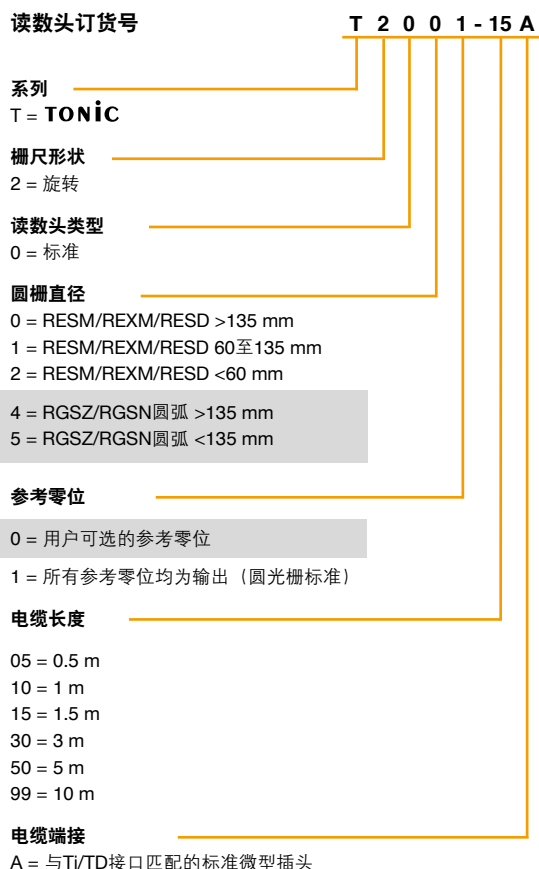 读数头订货号
T 2 0 0 1 - 15 A
系列
T = TONiC
栅尺形状
2 = 旋转
读数头类型
0 = 标准
圆栅直径
0 = RESM/REXM/RESD >135 mm
1 = RESM/REXM/RESD 60至135 mm
2 = RESM/REXM/RESD <60 mm
4 = RGSZ/RGSN圆弧 >135 mm
5 = RGSZ/RGSN圆弧 <135 mm
参考零位
0 = 用户可选的参考零位
1 = 所有参考零位均为输出（圆光栅标准）
电缆长度
05 = 0.5 m
10 = 1 m
15 = 1.5 m
30 = 3 m
50 = 5 m
99 = 10 m
电缆端接
A = 与Ti/TD接口匹配的标准微型插头